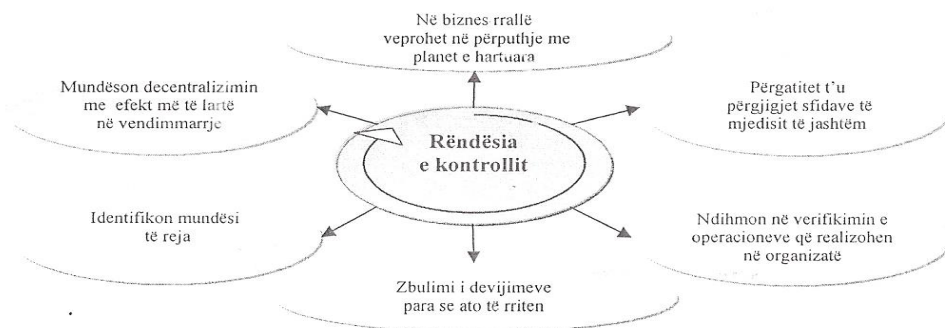 Në biznes rrallë
veprohet në përputhje me
planet e hartuara
Mundëson decentralizimin
me efekt më të lartë
në vendimmarrje
Përgatitet t'u
përgjigjet sfidave të
mjedisit të jashtëm
Rëndësia
e kontrollit
Identifikon mundësi
të reja
Ndihmon në verifikimin e
operacioneve që realizohen
në organizatë
Zbulimi i devijimeve
para se ato të rriten